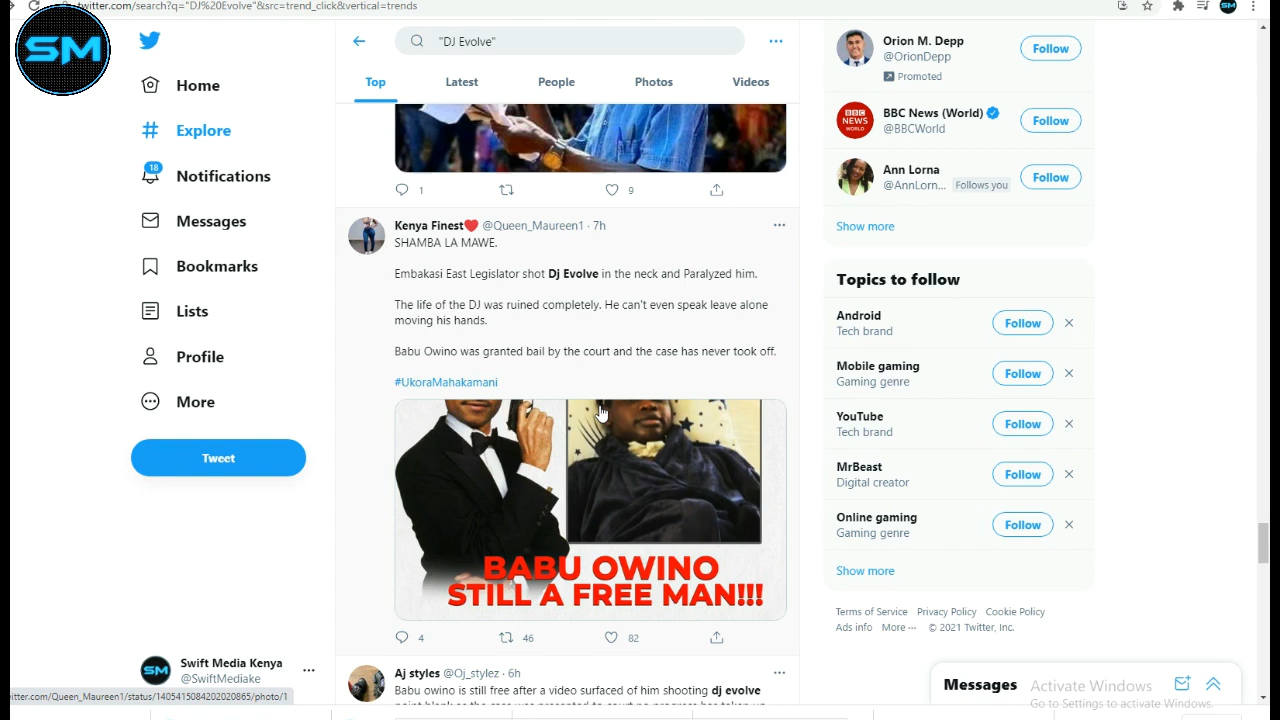 twitter.com/search?q="DJ%20Evolve"&src=trend_click&vertical=trends
SM
Home
Explore
18
Notifications
Messages
Bookmarks
Lists
Profile
More
Tweet
SM
Swift Media Kenya
@SwiftMediake
"DJ Evolve"
Top
Latest
People
Photos
Videos
1
9
Kenya Finest❤️ @Queen_Maureen1 · 7h
SHAMBA LA MAWE.
Embakasi East Legislator shot Dj Evolve in the neck and Paralyzed him.
The life of the DJ was ruined completely. He can't even speak leave alone
moving his hands.
Babu Owino was granted bail by the court and the case has never took off.
#UkoraMahakamani
BABU OWINO
STILL A FREE MAN!!!
4
46
82
Aj styles @Oj_stylez · 6h
Babu owino is still free after a video surfaced of him shooting dj evolve
Orion M. Depp
@OrionDepp
Promoted
Follow
BBC NEWS WORLD
BBC News (World)
@BBCWorld
Follow
Ann Lorna
@AnnLorn... Follows you
Follow
Show more
Topics to follow
Android
Tech brand
Follow
Mobile gaming
Gaming genre
Follow
YouTube
Tech brand
Follow
MrBeast
Digital creator
Follow
Online gaming
Gaming genre
Follow
Show more
Terms of Service Privacy Policy Cookie Policy
Ads info More ··· © 2021 Twitter, Inc.
Messages
Activate Windows
Go to Settings to activate Windows.
witter.com/Queen_Maureen1/status/1405415084202020865/photo/1